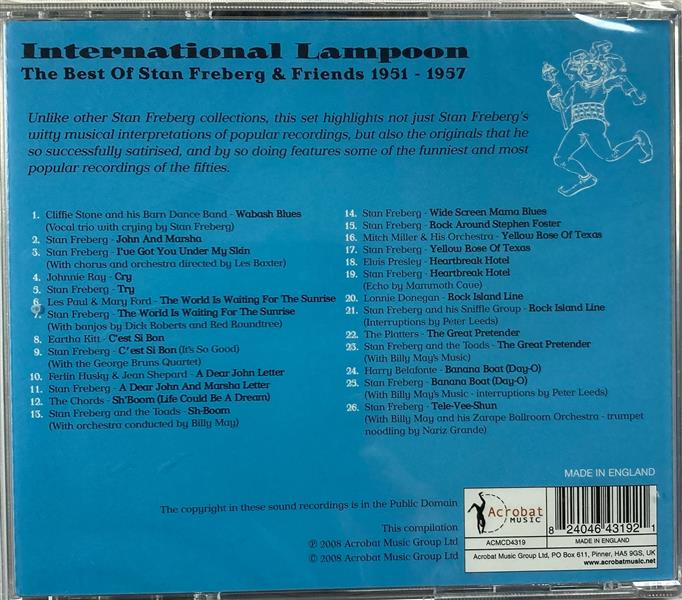 International Lampoon
The Best Of Stan Freberg & Friends 1951 - 1957
Unlike other Stan Freberg collections, this set highlights not just Stan Freberg's
witty musical interpretations of popular recordings, but also the originals that he
so successfully satirised, and by so doing features some of the funniest and most
popular recordings of the fifties.
1. Cliffie Stone and his Barn Dance Band - Wabash Blues
(Vocal trio with crying by Stan Freberg)
2. Stan Freberg - John And Marsha
3. Stan Freberg - I've Got You Under My Skin
(With chorus and orchestra directed by Les Baxter)
4. Johnnie Ray - Cry
5. Stan Freberg - Try
6. Les Paul & Mary Ford - The World Is Waiting For The Sunrise
7. Stan Freberg - The World Is Waiting For The Sunrise
(With banjos by Dick Roberts and Red Roundtree)
8. Eartha Kitt - C'est Si Bon
9. Stan Freberg - C'est Si Bon (It's So Good)
(With the George Bruns Quartet)
10. Ferlin Husky & Jean Shepard - A Dear John Letter
11. Stan Freberg - A Dear John And Marsha Letter
12. The Chords - Sh'Boom (Life Could Be A Dream)
13. Stan Freberg and the Toads - Sh-Boom
(With orchestra conducted by Billy May)
14. Stan Freberg - Wide Screen Mama Blues
15. Stan Freberg - Rock Around Stephen Foster
16. Mitch Miller & His Orchestra - Yellow Rose Of Texas
17. Stan Freberg - Yellow Rose Of Texas
18. Elvis Presley - Heartbreak Hotel
19. Stan Freberg - Heartbreak Hotel
(Echo by Mammoth Cave)
20. Lonnie Donegan - Rock Island Line
21. Stan Freberg and his Sniffle Group - Rock Island Line
(Interruptions by Peter Leeds)
22. The Platters - The Great Pretender
23. Stan Freberg and the Toads - The Great Pretender
(With Billy May's Music)
24. Harry Belafonte - Banana Boat (Day-O)
25. Stan Freberg - Banana Boat (Day-O)
(With Billy May's Music - interruptions by Peter Leeds)
26. Stan Freberg - Tele-Vee-Shun
(With Billy May and his Zarape Ballroom Orchestra - trumpet
noodling by Nariz Grande)
MADE IN ENGLAND
The copyright in these sound recordings is in the Public Domain
This compilation
℗ 2008 Acrobat Music Group Ltd
© 2008 Acrobat Music Group Ltd
Acrobat
MUSIC
8 24046 43192 1
ACMCD4319
MADE IN ENGLAND
Acrobat Music Group Ltd, PO Box 611, Pinner, HA5 9GS, UK
www.acrobatmusic.net